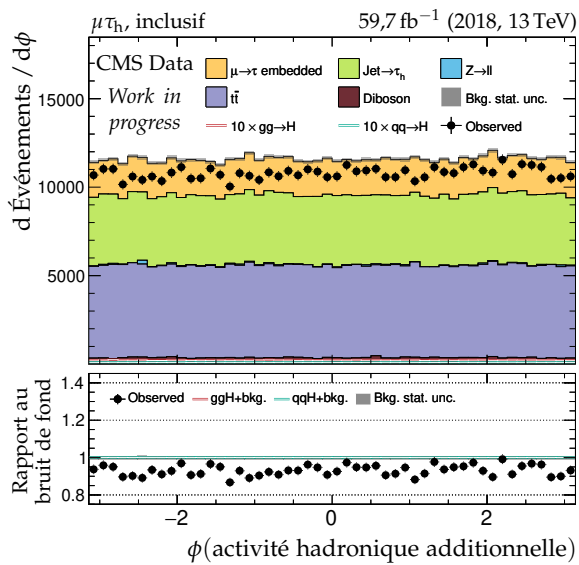 μτh, inclusif 59,7 fb⁻¹ (2018, 13 TeV)
CMS Data
Work in
progress
μ→τ embedded Jet→τh Z→ll
tt̄ Diboson Bkg. stat. unc.
10 × gg→H 10 × qq→H Observed
d Événements / dϕ
15000
10000
5000
Observed ggH+bkg. qqH+bkg. Bkg. stat. unc.
Rapport au
bruit de fond
1.4
1.2
1
0.8
−2 0 2
ϕ(activité hadronique additionnelle)